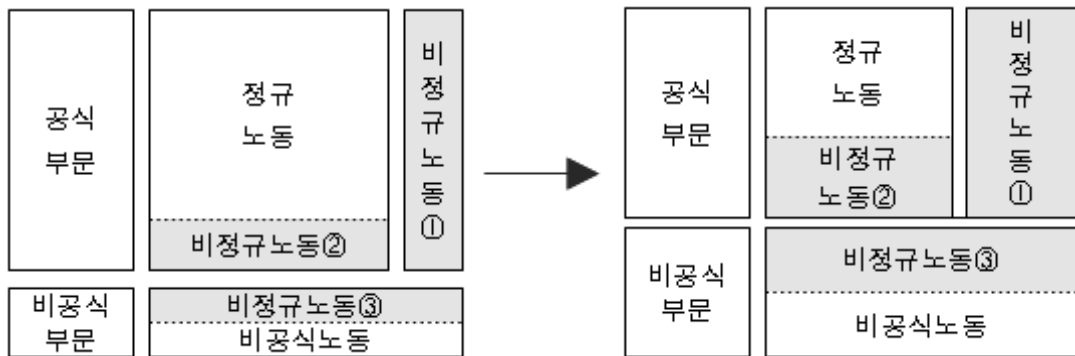 공식
부문
정규
노동
비정규노동②
비정규노동①
비공식
부문
비정규노동③
비공식노동
공식
부문
정규
노동
비정규
노동②
비정규노동①
비공식
부문
비정규노동③
비공식노동